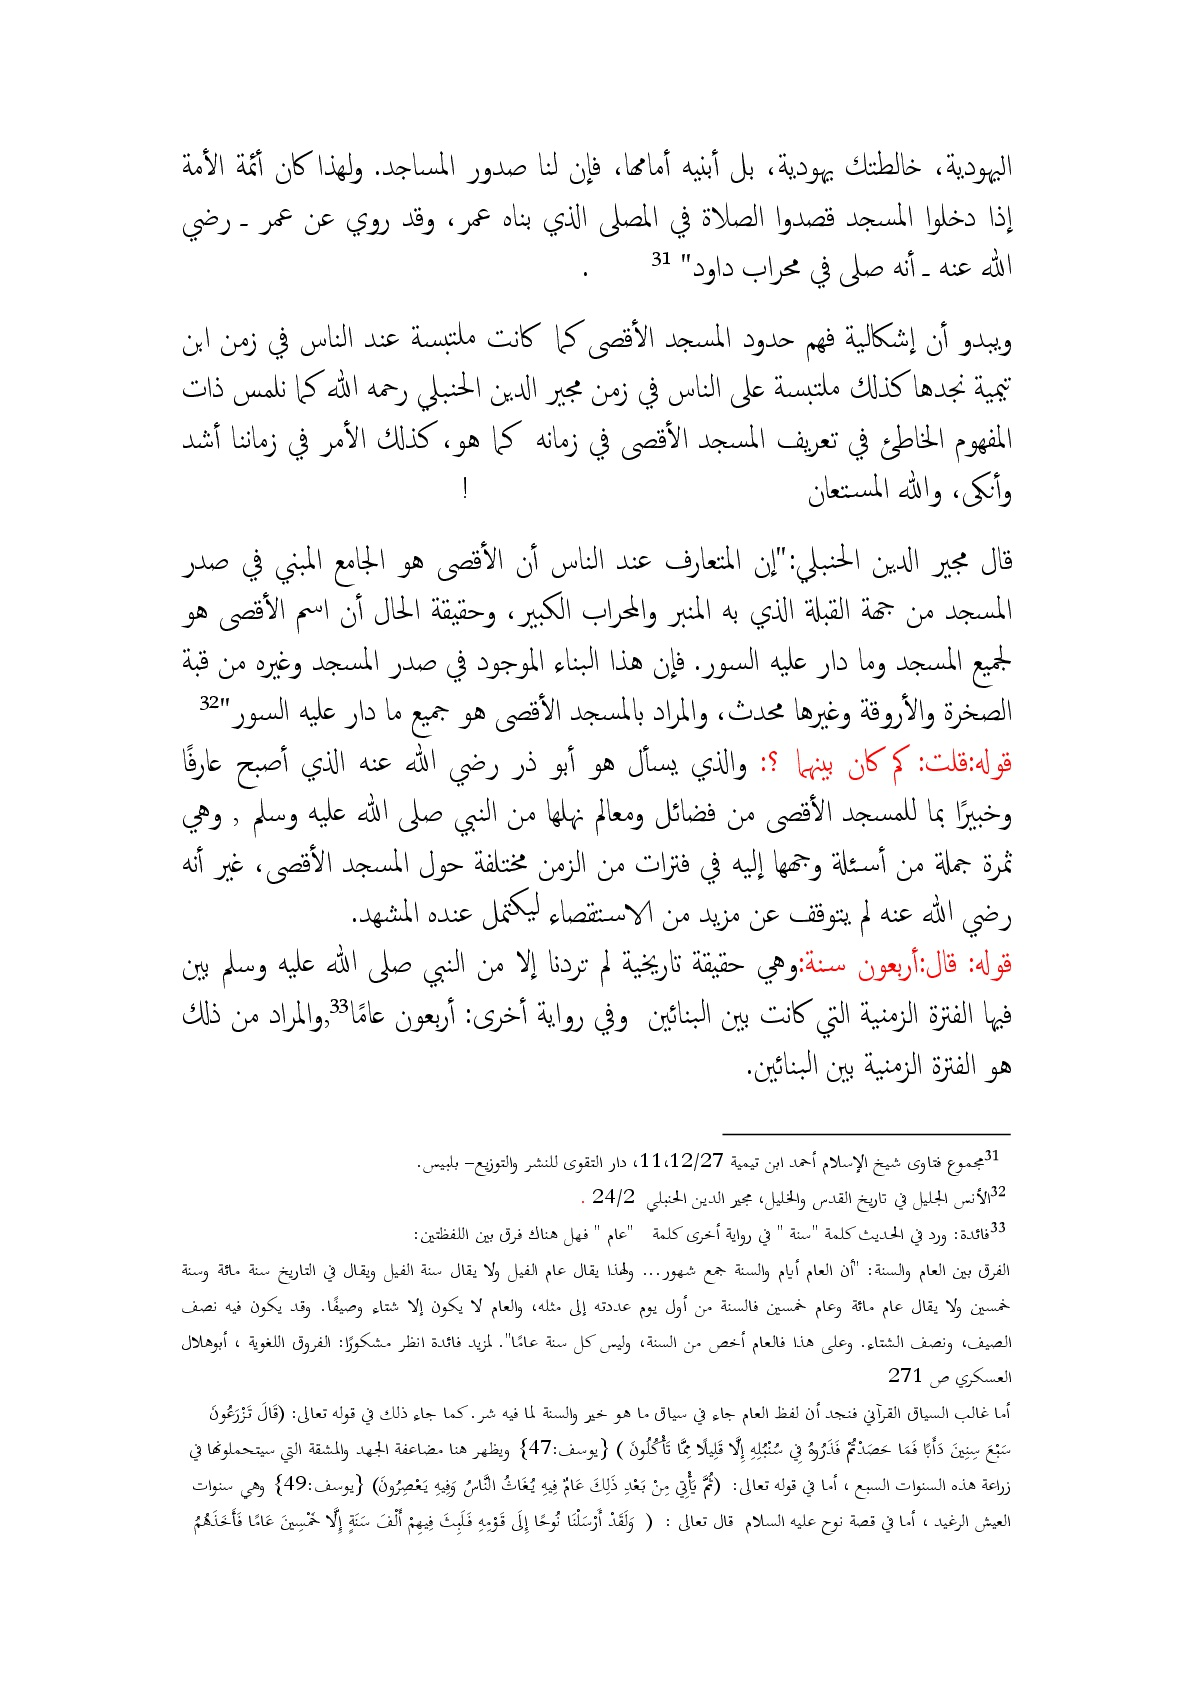 اليهودية، خالطتك يهودية، بل أبنيه أمامها، فإن لنا صدور المساجد. ولهذا كان أئمة الأمة
إذا دخلوا المسجد قصدوا الصلاة في المصلى الذي بناه عمر، وقد روي عن عمر ـ رضي
الله عنه ـ أنه صلى في محراب داود" 31 .
ويبدو أن إشكالية فهم حدود المسجد الأقصى كما كانت ملتبسة عند الناس في زمن ابن
تيمية نجدها كذلك ملتبسة على الناس في زمن مجير الدين الحنبلي رحمه الله كما نلمس ذات
المفهوم الخاطئ في تعريف المسجد الأقصى في زمانه كما هو، كذلك الأمر في زماننا أشد
وأنكى، والله المستعان !
قال مجير الدين الحنبلي:"إن المتعارف عند الناس أن الأقصى هو الجامع المبني في صدر
المسجد من جهة القبلة الذي به المنبر والمحراب الكبير، وحقيقة الحال أن اسم الأقصى هو
لجميع المسجد وما دار عليه السور. فإن هذا البناء الموجود في صدر المسجد وغيره من قبة
الصخرة والأروقة وغيرها محدث، والمراد بالمسجد الأقصى هو جميع ما دار عليه السور"32
قوله:قلت: كم كان بينهما ؟: والذي يسأل هو أبو ذر رضي الله عنه الذي أصبح عارفًا
وخبيرًا بما للمسجد الأقصى من فضائل ومعالم نهلها من النبي صلى الله عليه وسلم , وهي
ثمرة جملة من أسئلة وجهها إليه في فترات من الزمن مختلفة حول المسجد الأقصى، غير أنه
رضي الله عنه لم يتوقف عن مزيد من الاستقصاء ليكتمل عنده المشهد.
قوله: قال:أربعون سنة:وهي حقيقة تاريخية لم تردنا إلا من النبي صلى الله عليه وسلم بين
فيها الفترة الزمنية التي كانت بين البنائين وفي رواية أخرى: أربعون عامًا33,والمراد من ذلك
هو الفترة الزمنية بين البنائين.
31مجموع فتاوى شيخ الإسلام أحمد ابن تيمية 11،12/27، دار التقوى للنشر والتوزيع– بلبيس.
32الأنس الجليل في تاريخ القدس والخليل، مجير الدين الحنبلي 24/2 .
33فائدة: ورد في الحديث كلمة "سنة " في رواية أخرى كلمة "عام " فهل هناك فرق بين اللفظتين:
الفرق بين العام والسنة: "أن العام أيام والسنة جمع شهور... ولهذا يقال عام الفيل ولا يقال سنة الفيل ويقال في التاريخ سنة مائة وسنة
خمسين ولا يقال عام مائة وعام خمسين فالسنة من أول يوم عددته إلى مثله، والعام لا يكون إلا شتاء وصيفًا. وقد يكون فيه نصف
الصيف، ونصف الشتاء. وعلى هذا فالعام أخص من السنة، وليس كل سنة عامًا". لمزيد فائدة انظر مشكورًا: الفروق اللغوية ، أبوهلال
العسكري ص 271
أما غالب السياق القرآني فنجد أن لفظ العام جاء في سياق ما هو خير والسنة لما فيه شر. كما جاء ذلك في قوله تعالى: (قَالَ تَزْرَعُونَ
سَبْعَ سِنِينَ دَأَبًا فَمَا حَصَدْتُمْ فَذَرُوهُ فِي سُنْبُلِهِ إِلَّا قَلِيلًا مِمَّا تَأْكُلُونَ ) {يوسف:47} ويظهر هنا مضاعفة الجهد والمشقة التي سيتحملونها في
زراعة هذه السنوات السبع ، أما في قوله تعالى: (ثُمَّ يَأْتِي مِنْ بَعْدِ ذَلِكَ عَامٌ فِيهِ يُغَاثُ النَّاسُ وَفِيهِ يَعْصِرُونَ) {يوسف:49} وهي سنوات
العيش الرغيد ، أما في قصة نوح عليه السلام قال تعالى : ( وَلَقَدْ أَرْسَلْنَا نُوحًا إِلَى قَوْمِهِ فَلَبِثَ فِيهِمْ أَلْفَ سَنَةٍ إِلَّا خَمْسِينَ عَامًا فَأَخَذَهُمُ